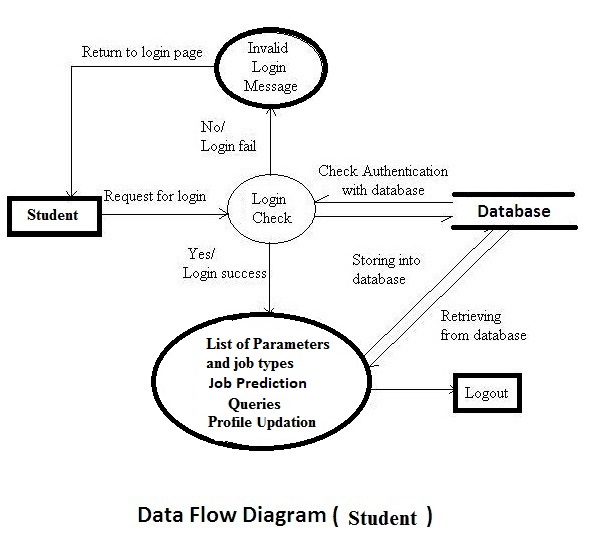 Invalid
Login
Message
Return to login page
No/
Login fail
Check Authentication
with database
Request for login
Login
Check
Student
Database
Yes/
Login success
Storing into
database
Retrieving
from database
List of Parameters
and job types
Job Prediction
Queries
Profile Updation
Logout
Data Flow Diagram ( Student )